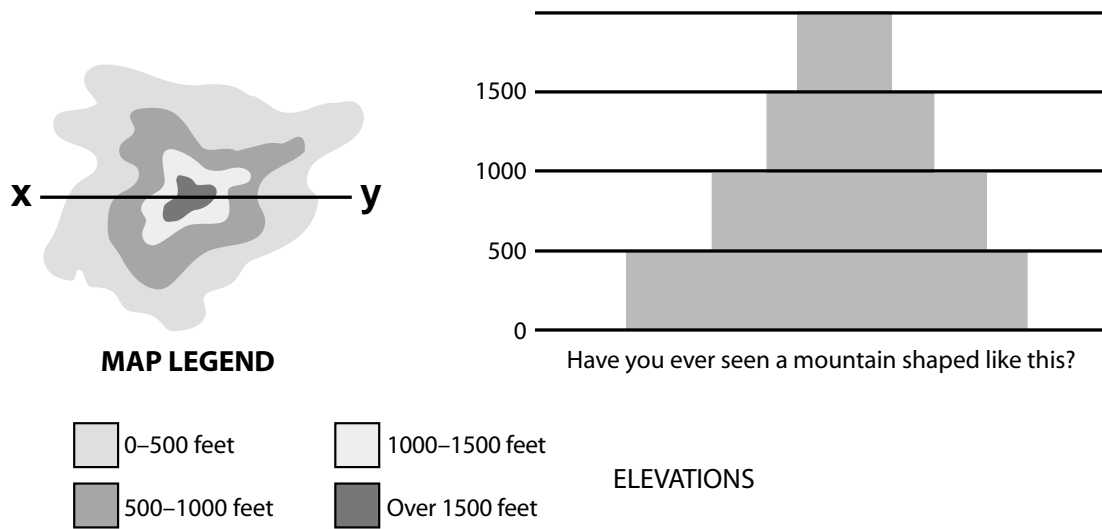 x
y
MAP LEGEND
0–500 feet
500–1000 feet
1000–1500 feet
Over 1500 feet
1500
1000
500
0
Have you ever seen a mountain shaped like this?
ELEVATIONS